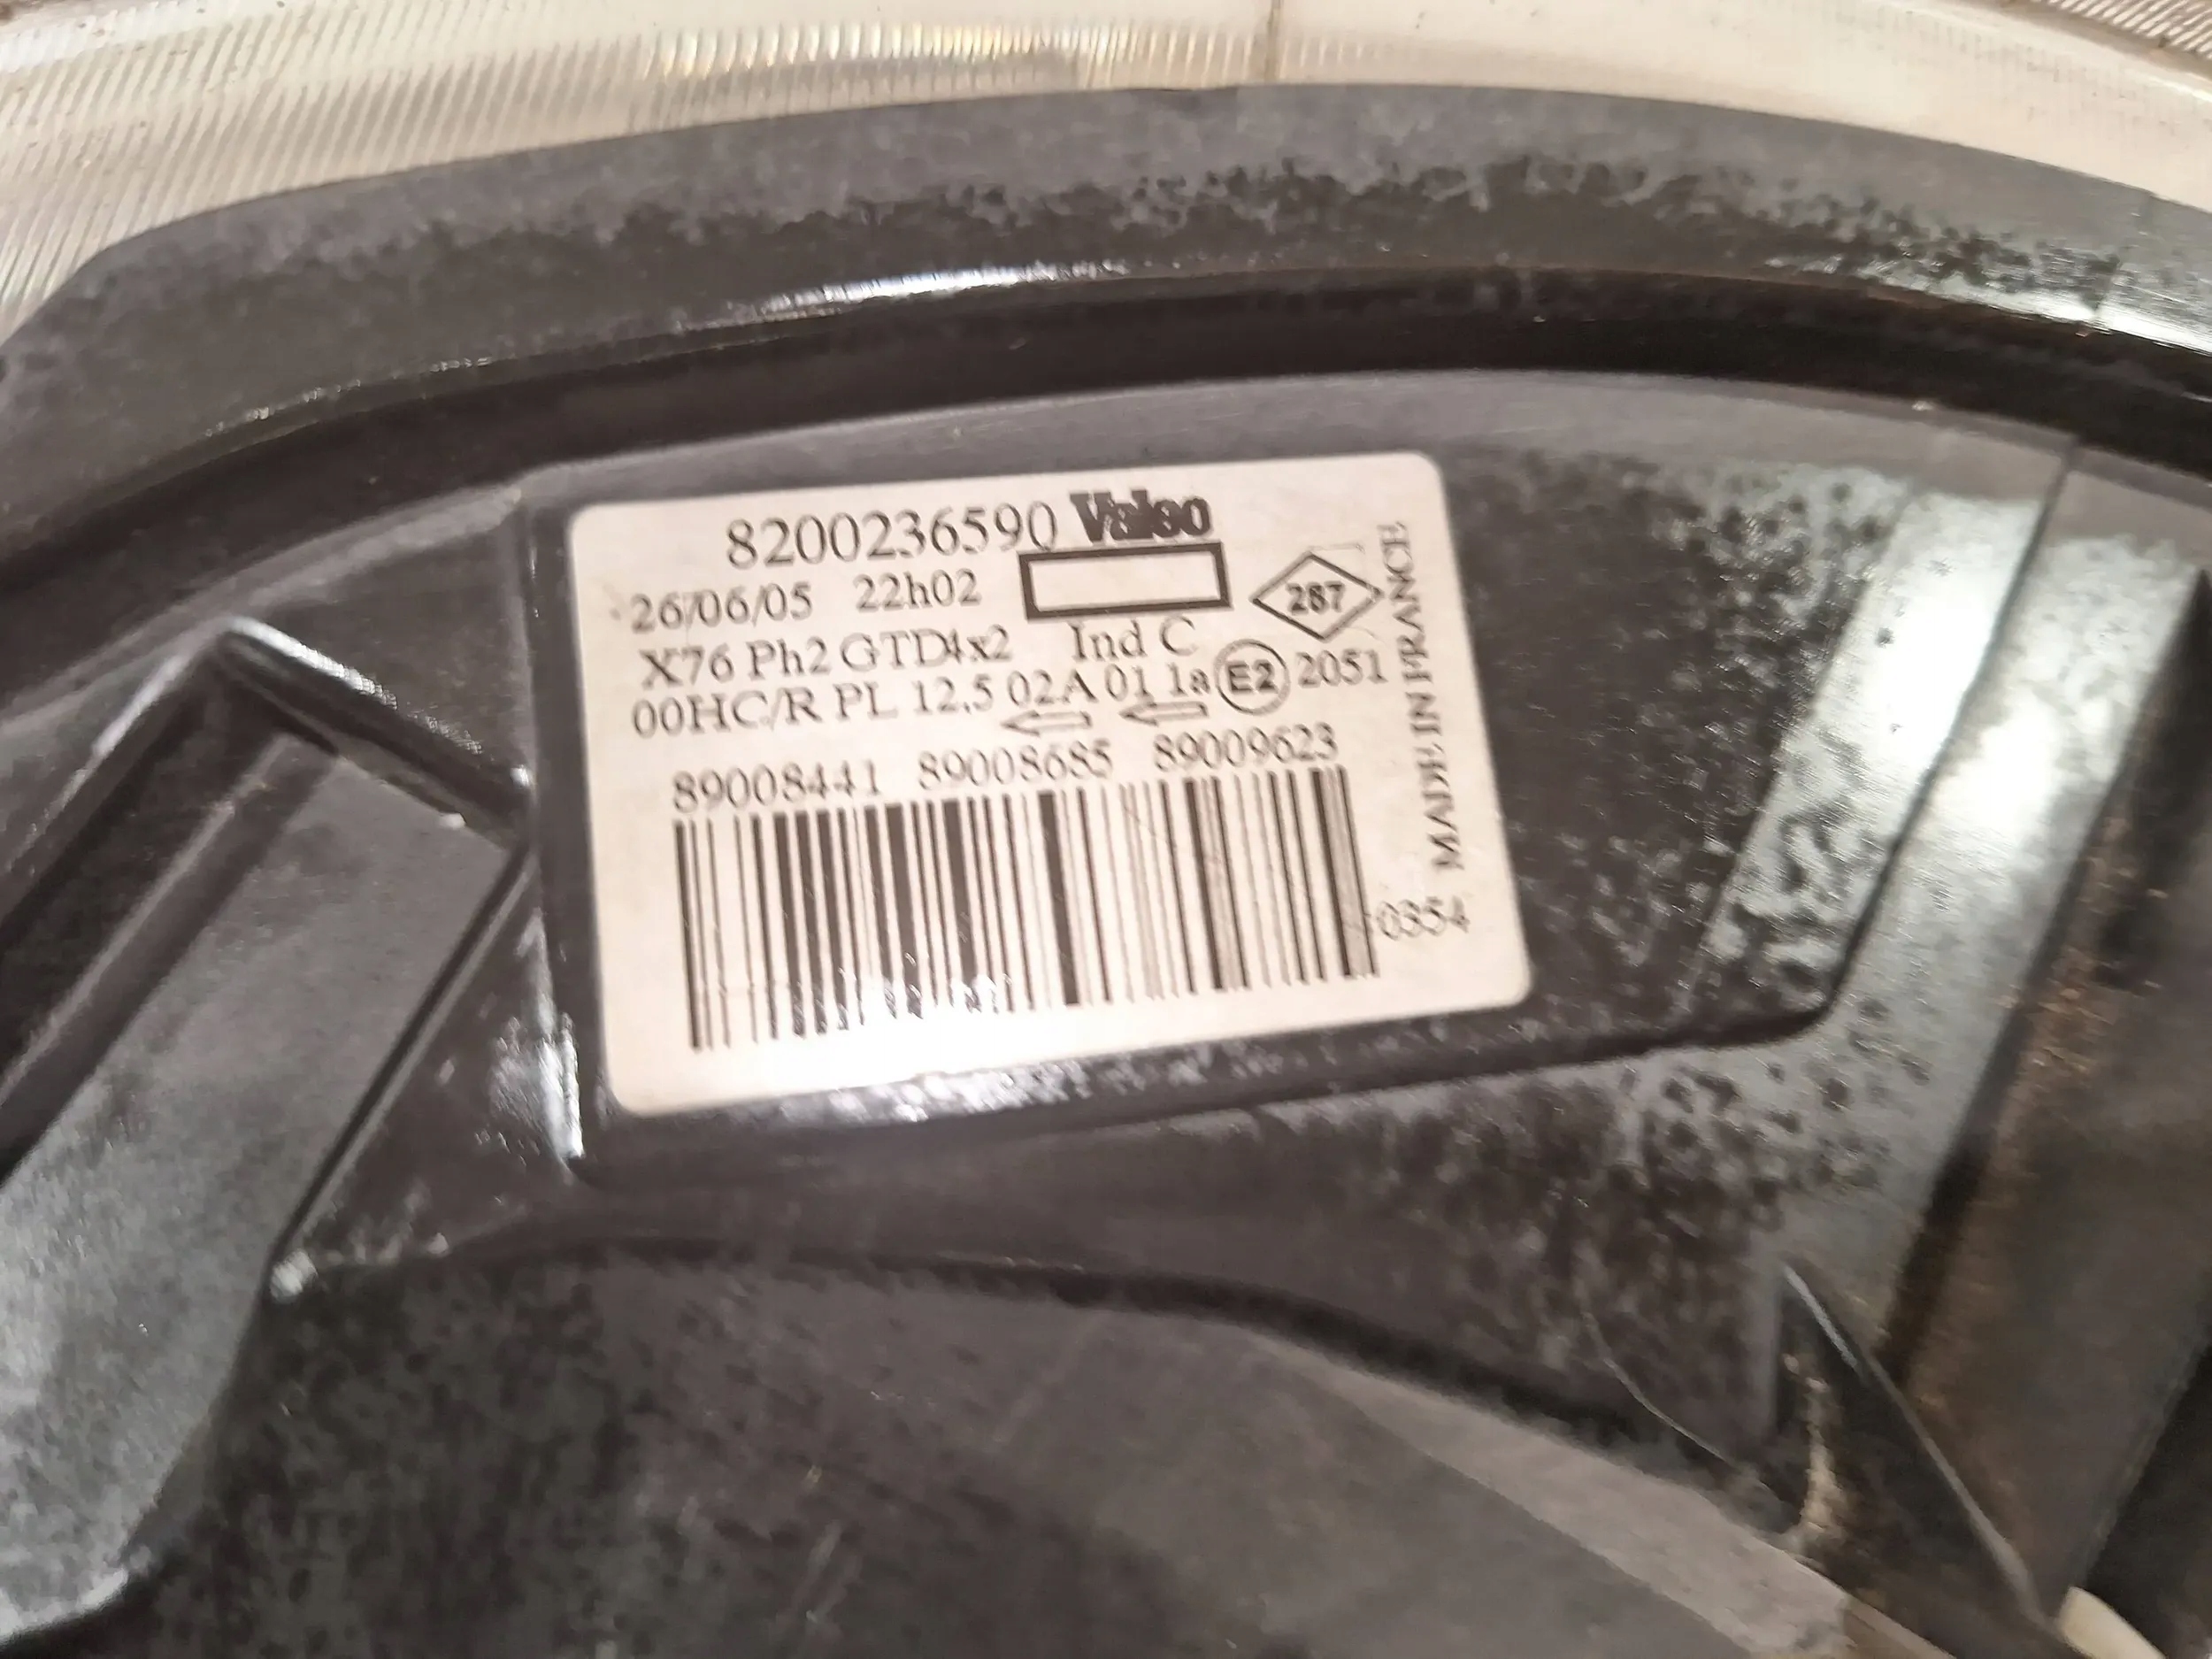 8200236590 Valeo
26/06/05 22h02
267
X76 Ph2 GTD4x2 Ind C
00HC/R PL 12,5 02A 01 1a E2 2051
89008441 89008685 89009623
0354
MADE IN FRANCE